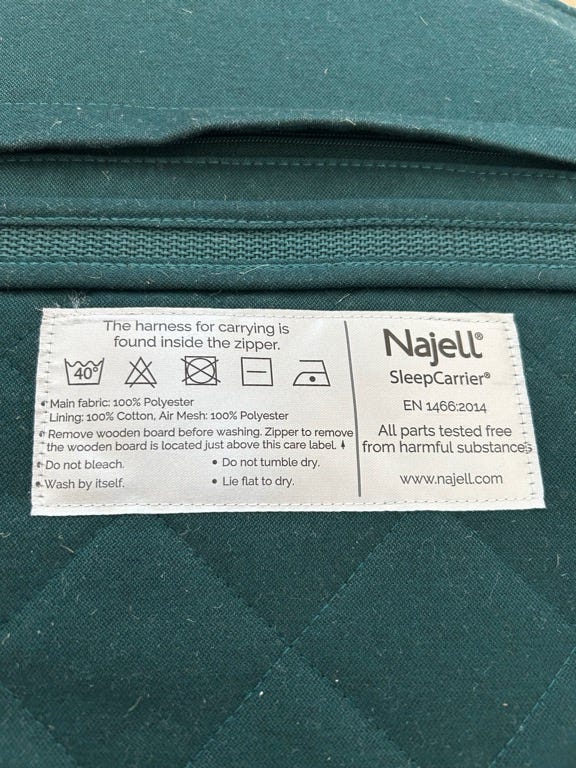 The harness for carrying is
found inside the zipper.
40°
• Main fabric: 100% Polyester
Lining: 100% Cotton, Air Mesh: 100% Polyester
• Remove wooden board before washing. Zipper to remove
the wooden board is located just above this care label.
• Do not bleach.
• Do not tumble dry.
• Wash by itself.
• Lie flat to dry.
Najell®
SleepCarrier®
EN 1466:2014
All parts tested free
from harmful substances
www.najell.com